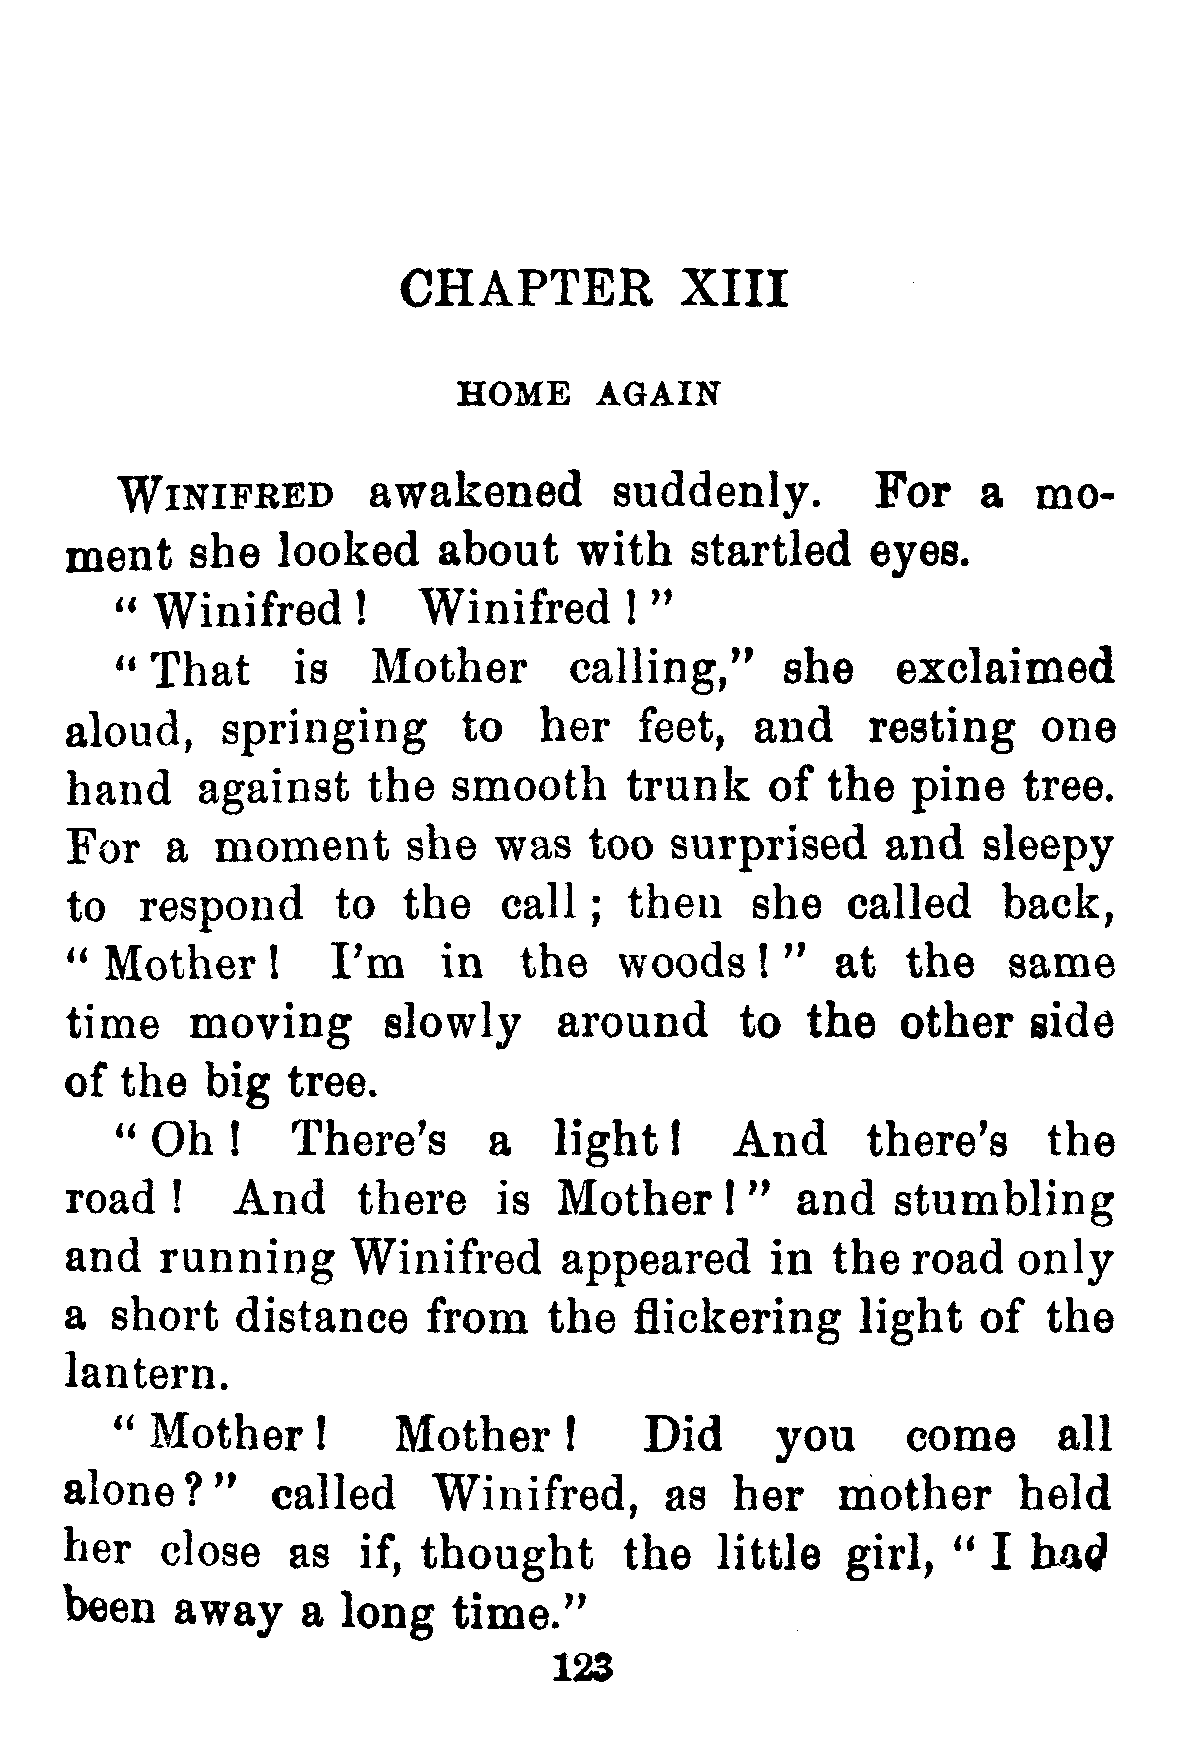 CHAPTER XIII
HOME AGAIN
WINIFRED awakened suddenly. For a mo-
ment she looked about with startled eyes.
“ Winifred ! Winifred ! ”
“ That is Mother calling,” she exclaimed
aloud, springing to her feet, and resting one
hand against the smooth trunk of the pine tree.
For a moment she was too surprised and sleepy
to respond to the call ; then she called back,
“ Mother ! I’m in the woods ! ” at the same
time moving slowly around to the other side
of the big tree.
“ Oh ! There’s a light ! And there’s the
road ! And there is Mother ! ” and stumbling
and running Winifred appeared in the road only
a short distance from the flickering light of the
lantern.
“ Mother ! Mother ! Did you come all
alone ? ” called Winifred, as her mother held
her close as if, thought the little girl, “ I had
been away a long time.”
123